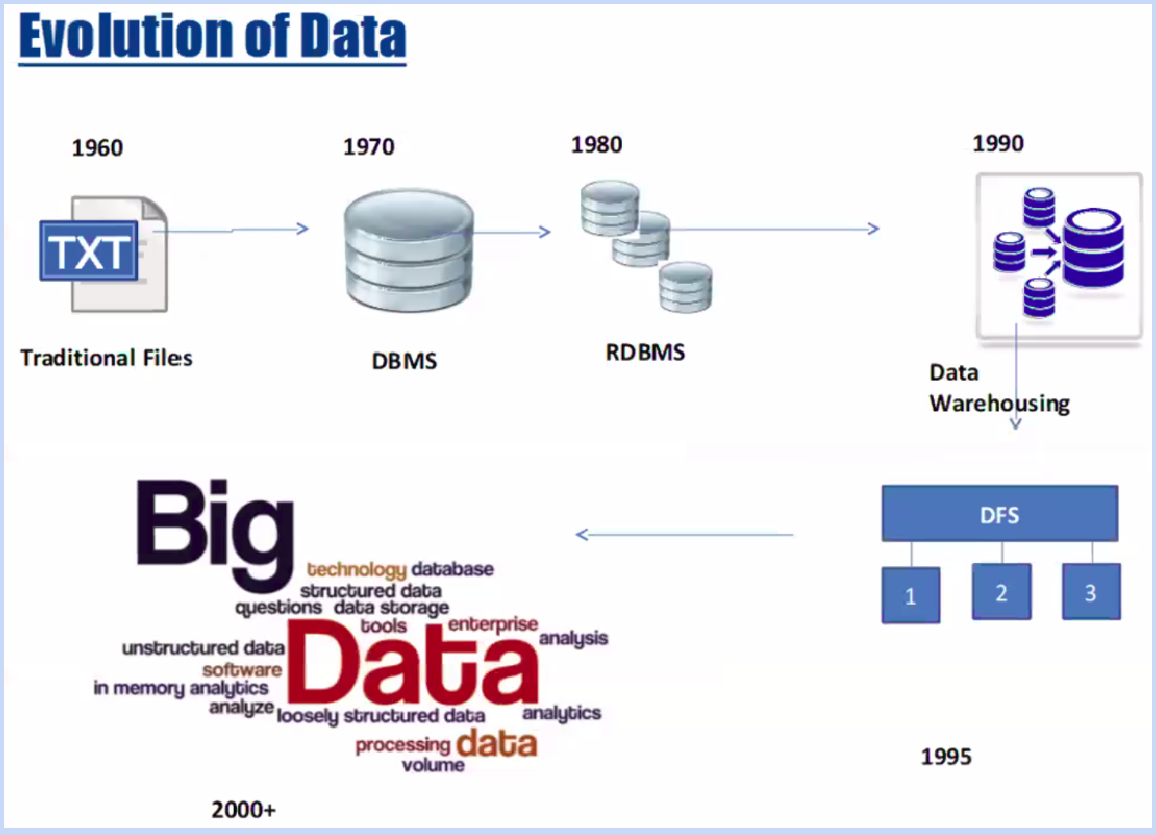 Evolution of Data
1960
1970
1980
1990
TXT
Traditional Files
DBMS
RDBMS
Data
Warehousing
DFS
1
2
3
1995
Big
technology database
structured data
questions data storage
tools enterprise
analysis
unstructured data
Data
software
in memory analytics
analyze
loosely structured data
analytics
processing data
volume
2000+